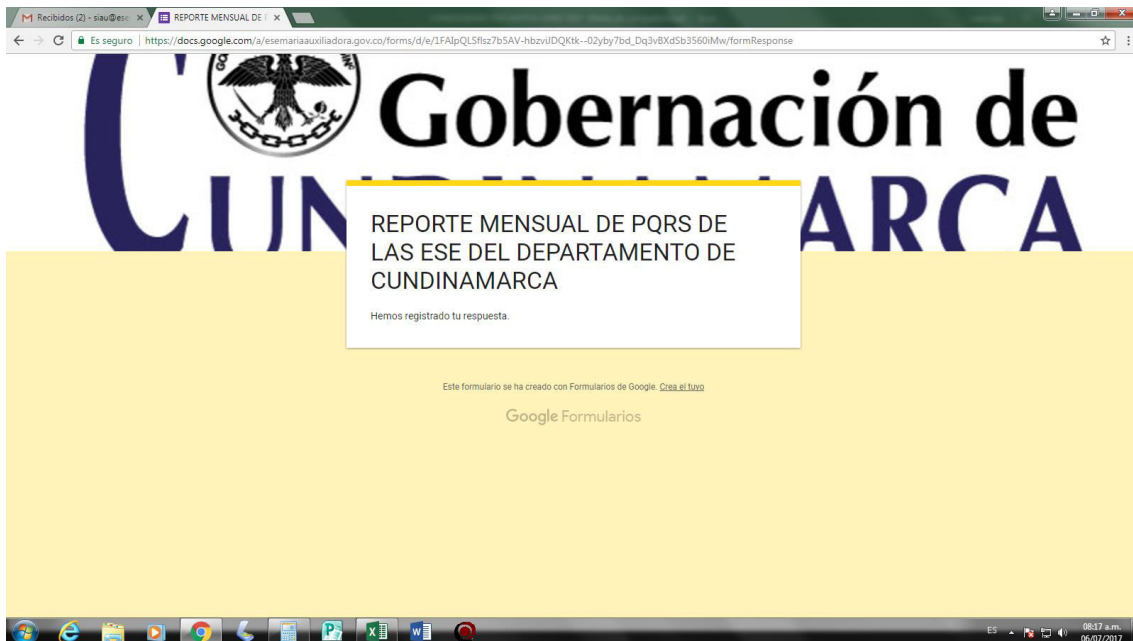 Recibidos (2) - siau@ese
REPORTE MENSUAL DE P
Es seguro | https://docs.google.com/a/esemariaauxiliadora.gov.co/forms/d/e/1FAIpQLSflsz7b5AV-hbzviJDQKtk--02yby7bd_Dq3vBXdSb3560iMw/formResponse
Gobernación de
CUNDINAMARCA
REPORTE MENSUAL DE PQRS DE
LAS ESE DEL DEPARTAMENTO DE
CUNDINAMARCA
Hemos registrado tu respuesta.
Este formulario se ha creado con Formularios de Google. Crea el tuyo
Google Formularios
ES
08:17 a.m.
06/07/2017